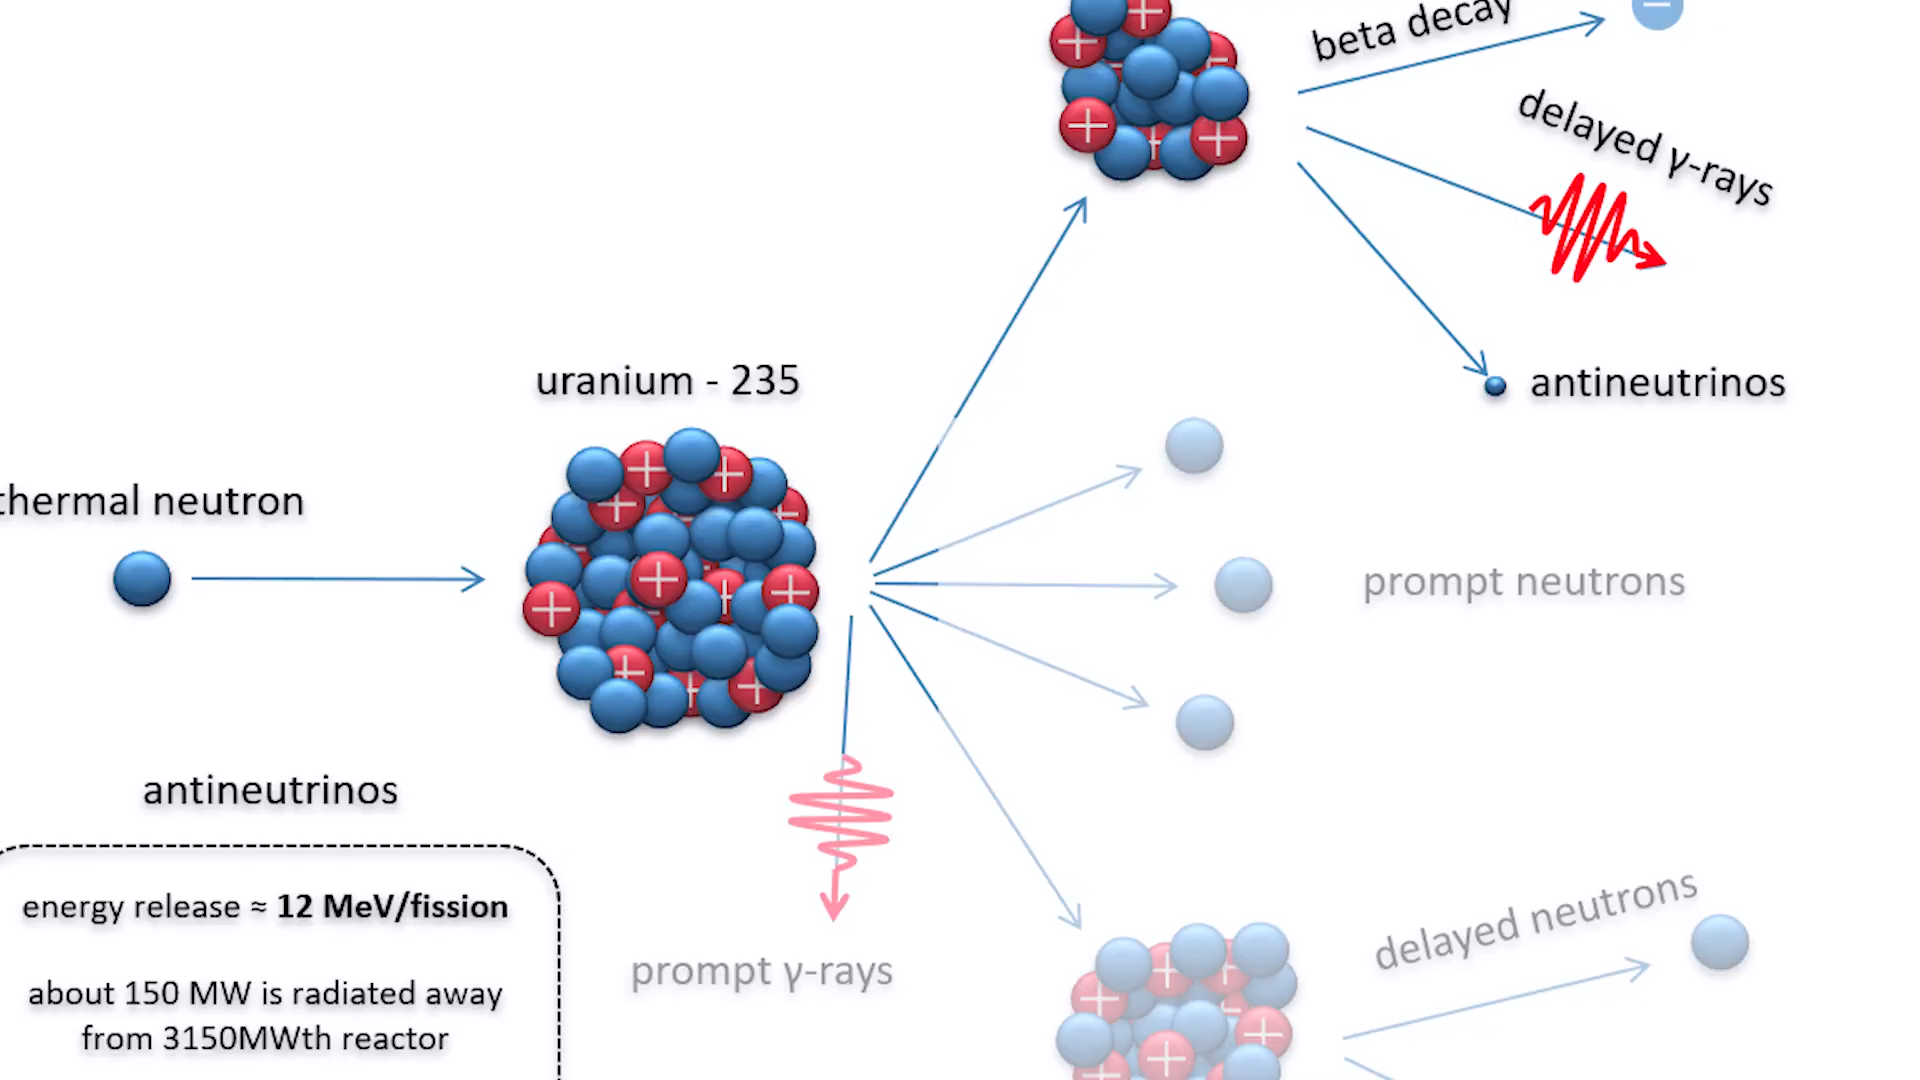 beta decay
delayed γ-rays
uranium - 235
antineutrinos
thermal neutron
prompt neutrons
antineutrinos
energy release ≈ 12 MeV/fission
about 150 MW is radiated away
from 3150MWth reactor
prompt γ-rays
delayed neutrons